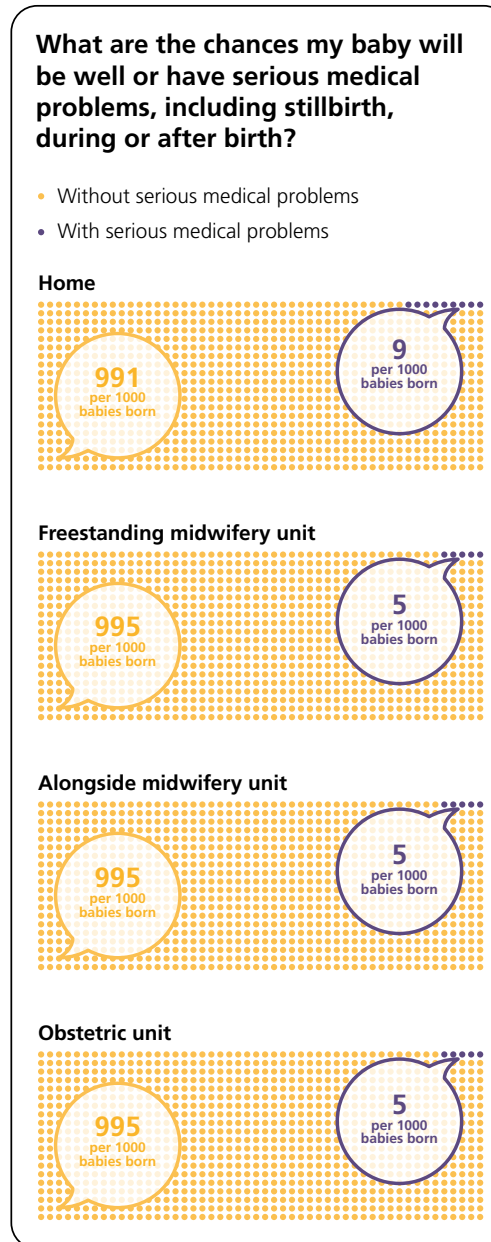 What are the chances my baby will
be well or have serious medical
problems, including stillbirth,
during or after birth?
• Without serious medical problems
• With serious medical problems
Home
991
per 1000
babies born
9
per 1000
babies born
Freestanding midwifery unit
995
per 1000
babies born
5
per 1000
babies born
Alongside midwifery unit
995
per 1000
babies born
5
per 1000
babies born
Obstetric unit
995
per 1000
babies born
5
per 1000
babies born